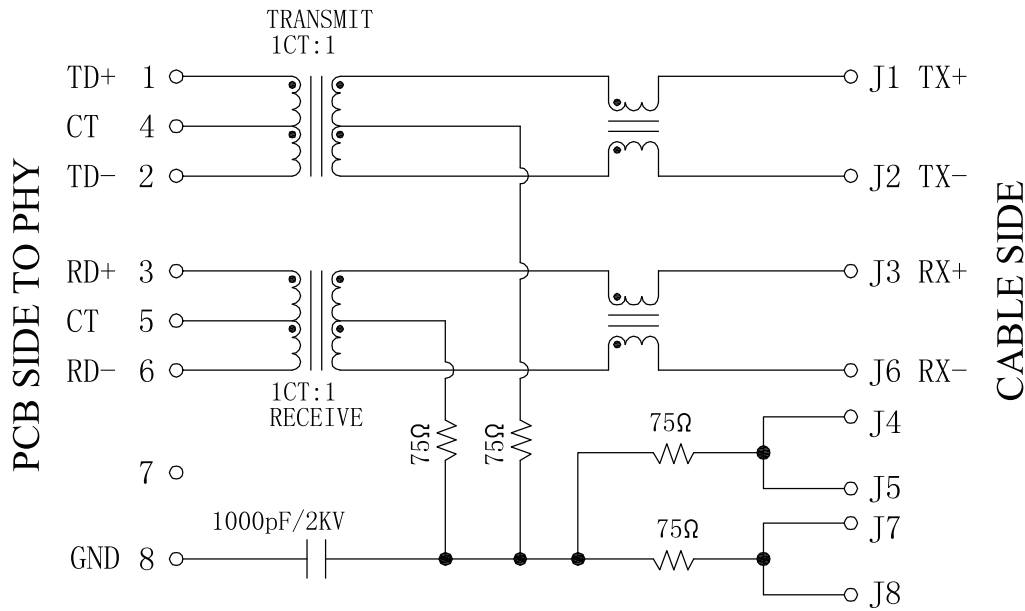 TRANSMIT
1CT:1
TD+ 1
J1 TX+
CT 4
TD- 2
J2 TX-
PCB SIDE TO PHY
CABLE SIDE
RD+ 3
J3 RX+
CT 5
RD- 6
J6 RX-
1CT:1
RECEIVE
75Ω
75Ω
75Ω
J4
7
J5
1000pF/2KV
75Ω
J7
GND 8
J8